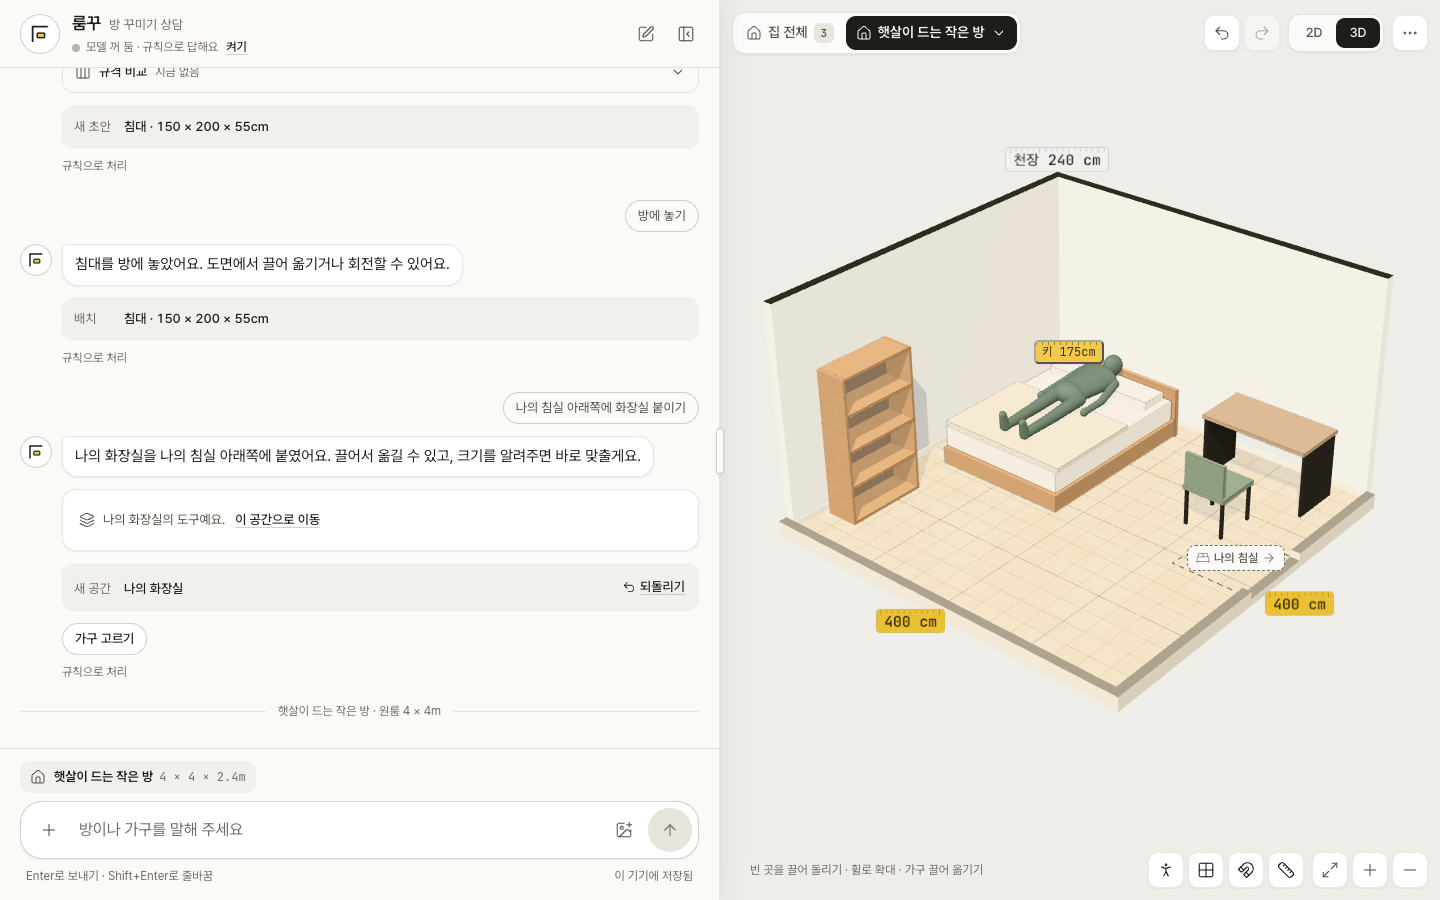 룸꾸 방 꾸미기 상담
모델 꺼 둠 · 규칙으로 답해요 켜기
규격 비교 지금 없음
새 초안 침대 · 150 × 200 × 55cm
규칙으로 처리
방에 놓기
침대를 방에 놓았어요. 도면에서 끌어 옮기거나 회전할 수 있어요.
배치 침대 · 150 × 200 × 55cm
규칙으로 처리
나의 침실 아래쪽에 화장실 붙이기
나의 화장실을 나의 침실 아래쪽에 붙였어요. 끌어서 옮길 수 있고, 크기를 알려주면 바로 맞출게요.
나의 화장실의 도구예요. 이 공간으로 이동
새 공간 나의 화장실 되돌리기
가구 고르기
규칙으로 처리
햇살이 드는 작은 방 · 원룸 4 × 4m
햇살이 드는 작은 방 4 × 4 × 2.4m
방이나 가구를 말해 주세요
Enter로 보내기 · Shift+Enter로 줄바꿈 이 기기에 저장됨
집 전체 3 햇살이 드는 작은 방 2D 3D
천장 240 cm
키 175cm
나의 침실
400 cm
400 cm
빈 곳을 끌어 돌리기 · 휠로 확대 · 가구 끌어 옮기기